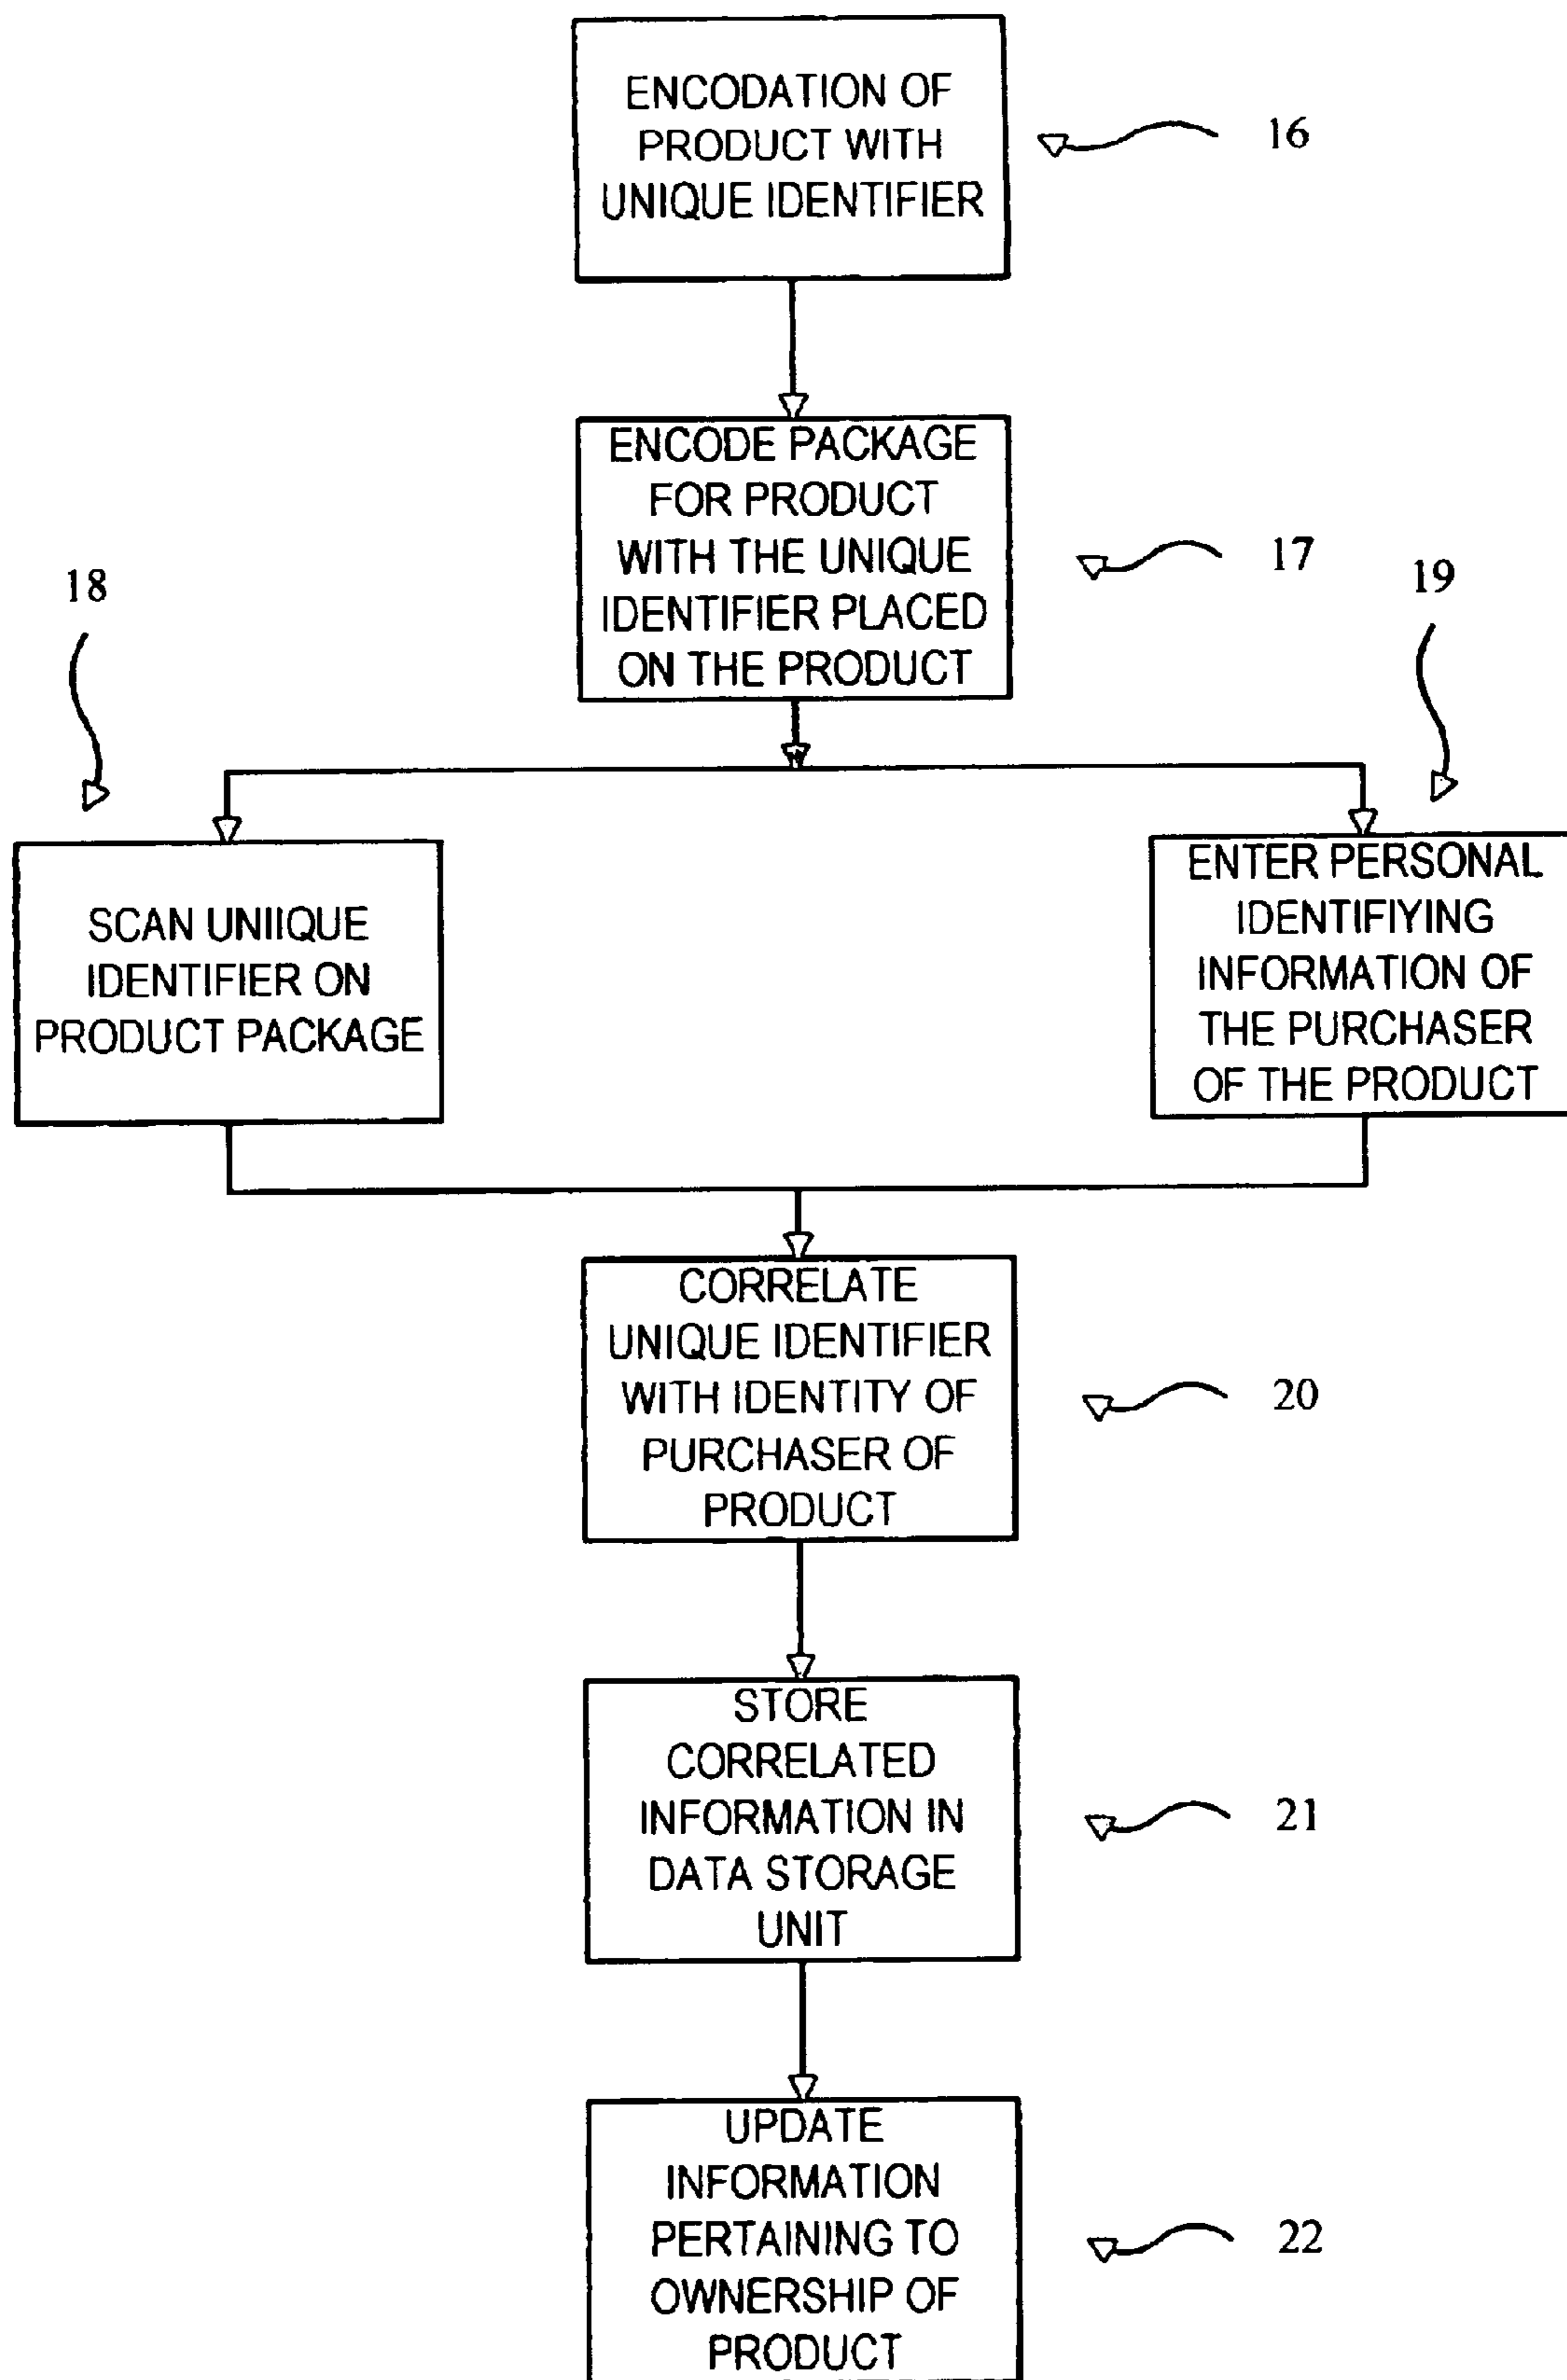 ENCODATION OF
PRODUCT WITH
UNIQUE IDENTIFIER
16
ENCODE PACKAGE
FOR PRODUCT
WITH THE UNIQUE
IDENTIFIER PLACED
ON THE PRODUCT
17
18
19
SCAN UNIIQUE
IDENTIFIER ON
PRODUCT PACKAGE
ENTER PERSONAL
IDENTIFIYING
INFORMATION OF
THE PURCHASER
OF THE PRODUCT
CORRELATE
UNIQUE IDENTIFIER
WITH IDENTITY OF
PURCHASER OF
PRODUCT
20
STORE
CORRELATED
INFORMATION IN
DATA STORAGE
UNIT
21
UPDATE
INFORMATION
PERTAINING TO
OWNERSHIP OF
PRODUCT
22